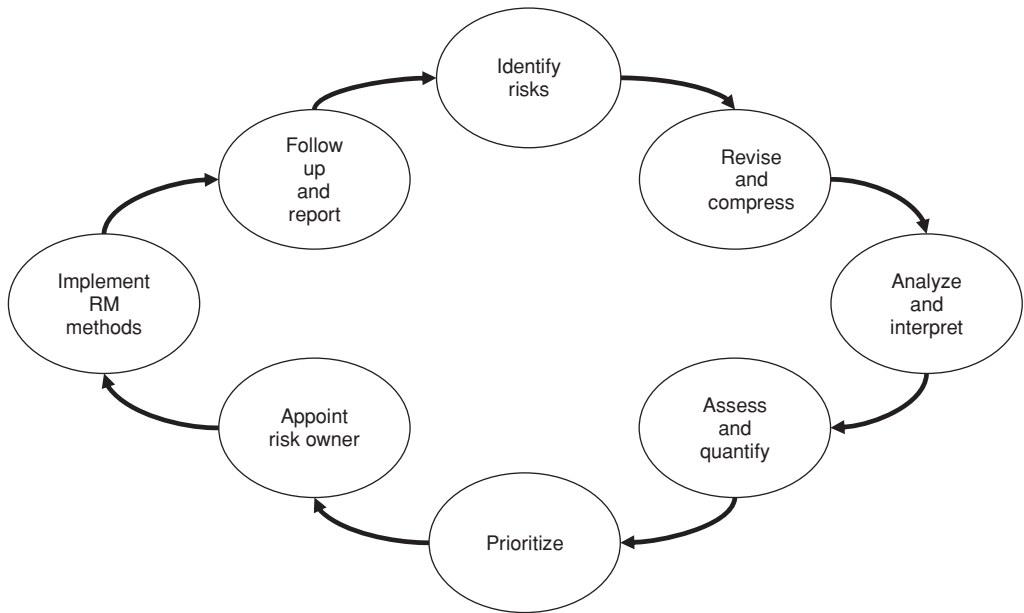 Identify
risks
Revise
and
compress
Analyze
and
interpret
Assess
and
quantify
Prioritize
Appoint
risk owner
Implement
RM
methods
Follow
up
and
report